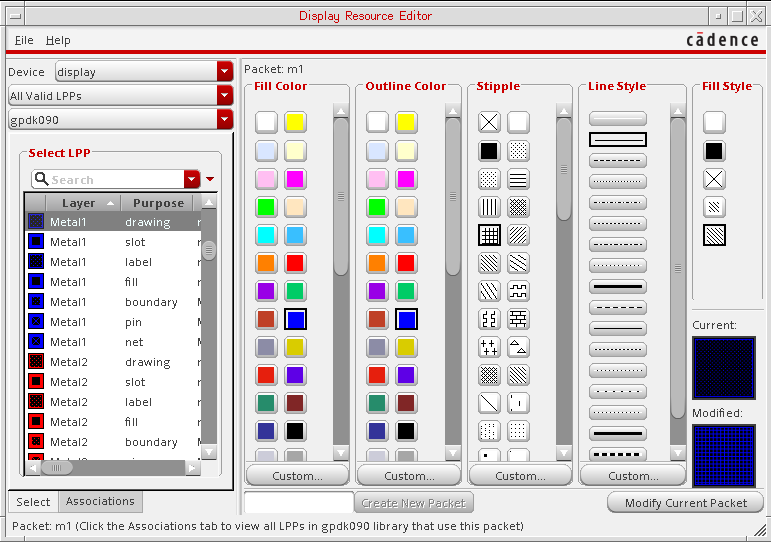 Display Resource Editor
File Help
cādence
Device display
All Valid LPPs
gpdk090
Packet: m1
Select LPP
Search
Layer Purpose
Metal1 drawing
Metal1 slot
Metal1 label
Metal1 fill
Metal1 boundary
Metal1 pin
Metal1 net
Metal2 drawing
Metal2 slot
Metal2 label
Metal2 fill
Metal2 boundary
Select Associations
Fill Color
Outline Color
Stipple
Line Style
Fill Style
Custom... Custom... Custom... Custom...
Current:
Modified:
Create New Packet
Modify Current Packet
Packet: m1 (Click the Associations tab to view all LPPs in gpdk090 library that use this packet)